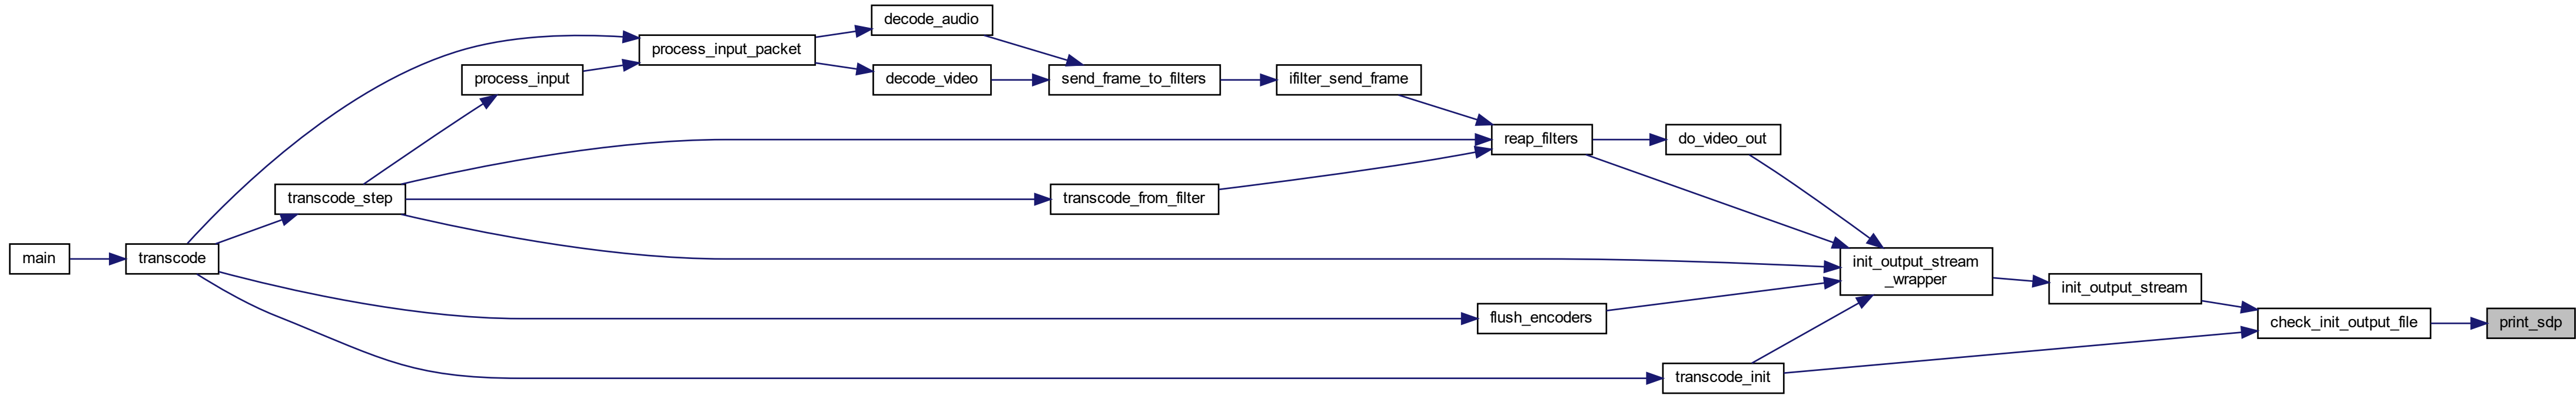 decode_audio
process_input_packet
process_input
decode_video
send_frame_to_filters
ifilter_send_frame
reap_filters
do_video_out
transcode_step
transcode_from_filter
main
transcode
init_output_stream
_wrapper
init_output_stream
flush_encoders
check_init_output_file
print_sdp
transcode_init